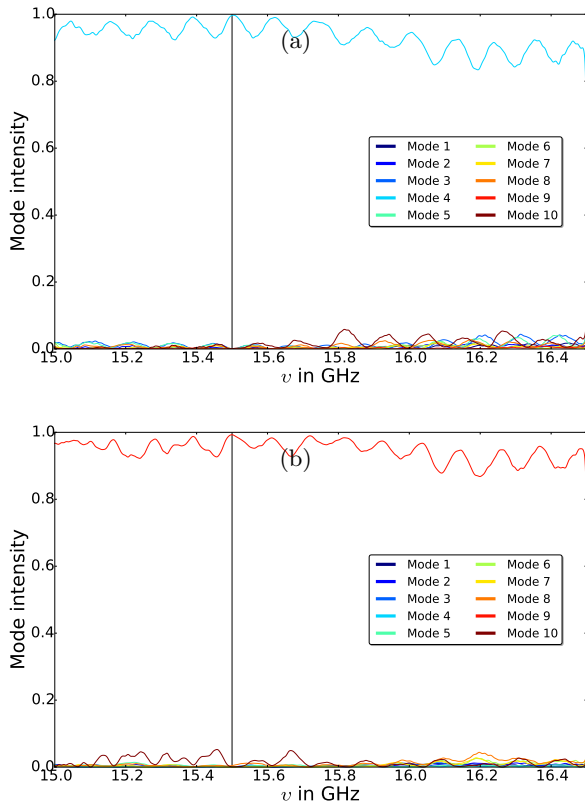 1.0
(a)
0.8
Mode intensity
0.6
Mode 1 Mode 6
Mode 2 Mode 7
Mode 3 Mode 8
Mode 4 Mode 9
Mode 5 Mode 10
0.4
0.2
0.0
15.0 15.2 15.4 15.6 15.8 16.0 16.2 16.4
v in GHz
1.0
(b)
0.8
Mode intensity
0.6
Mode 1 Mode 6
Mode 2 Mode 7
Mode 3 Mode 8
Mode 4 Mode 9
Mode 5 Mode 10
0.4
0.2
0.0
15.0 15.2 15.4 15.6 15.8 16.0 16.2 16.4
v in GHz